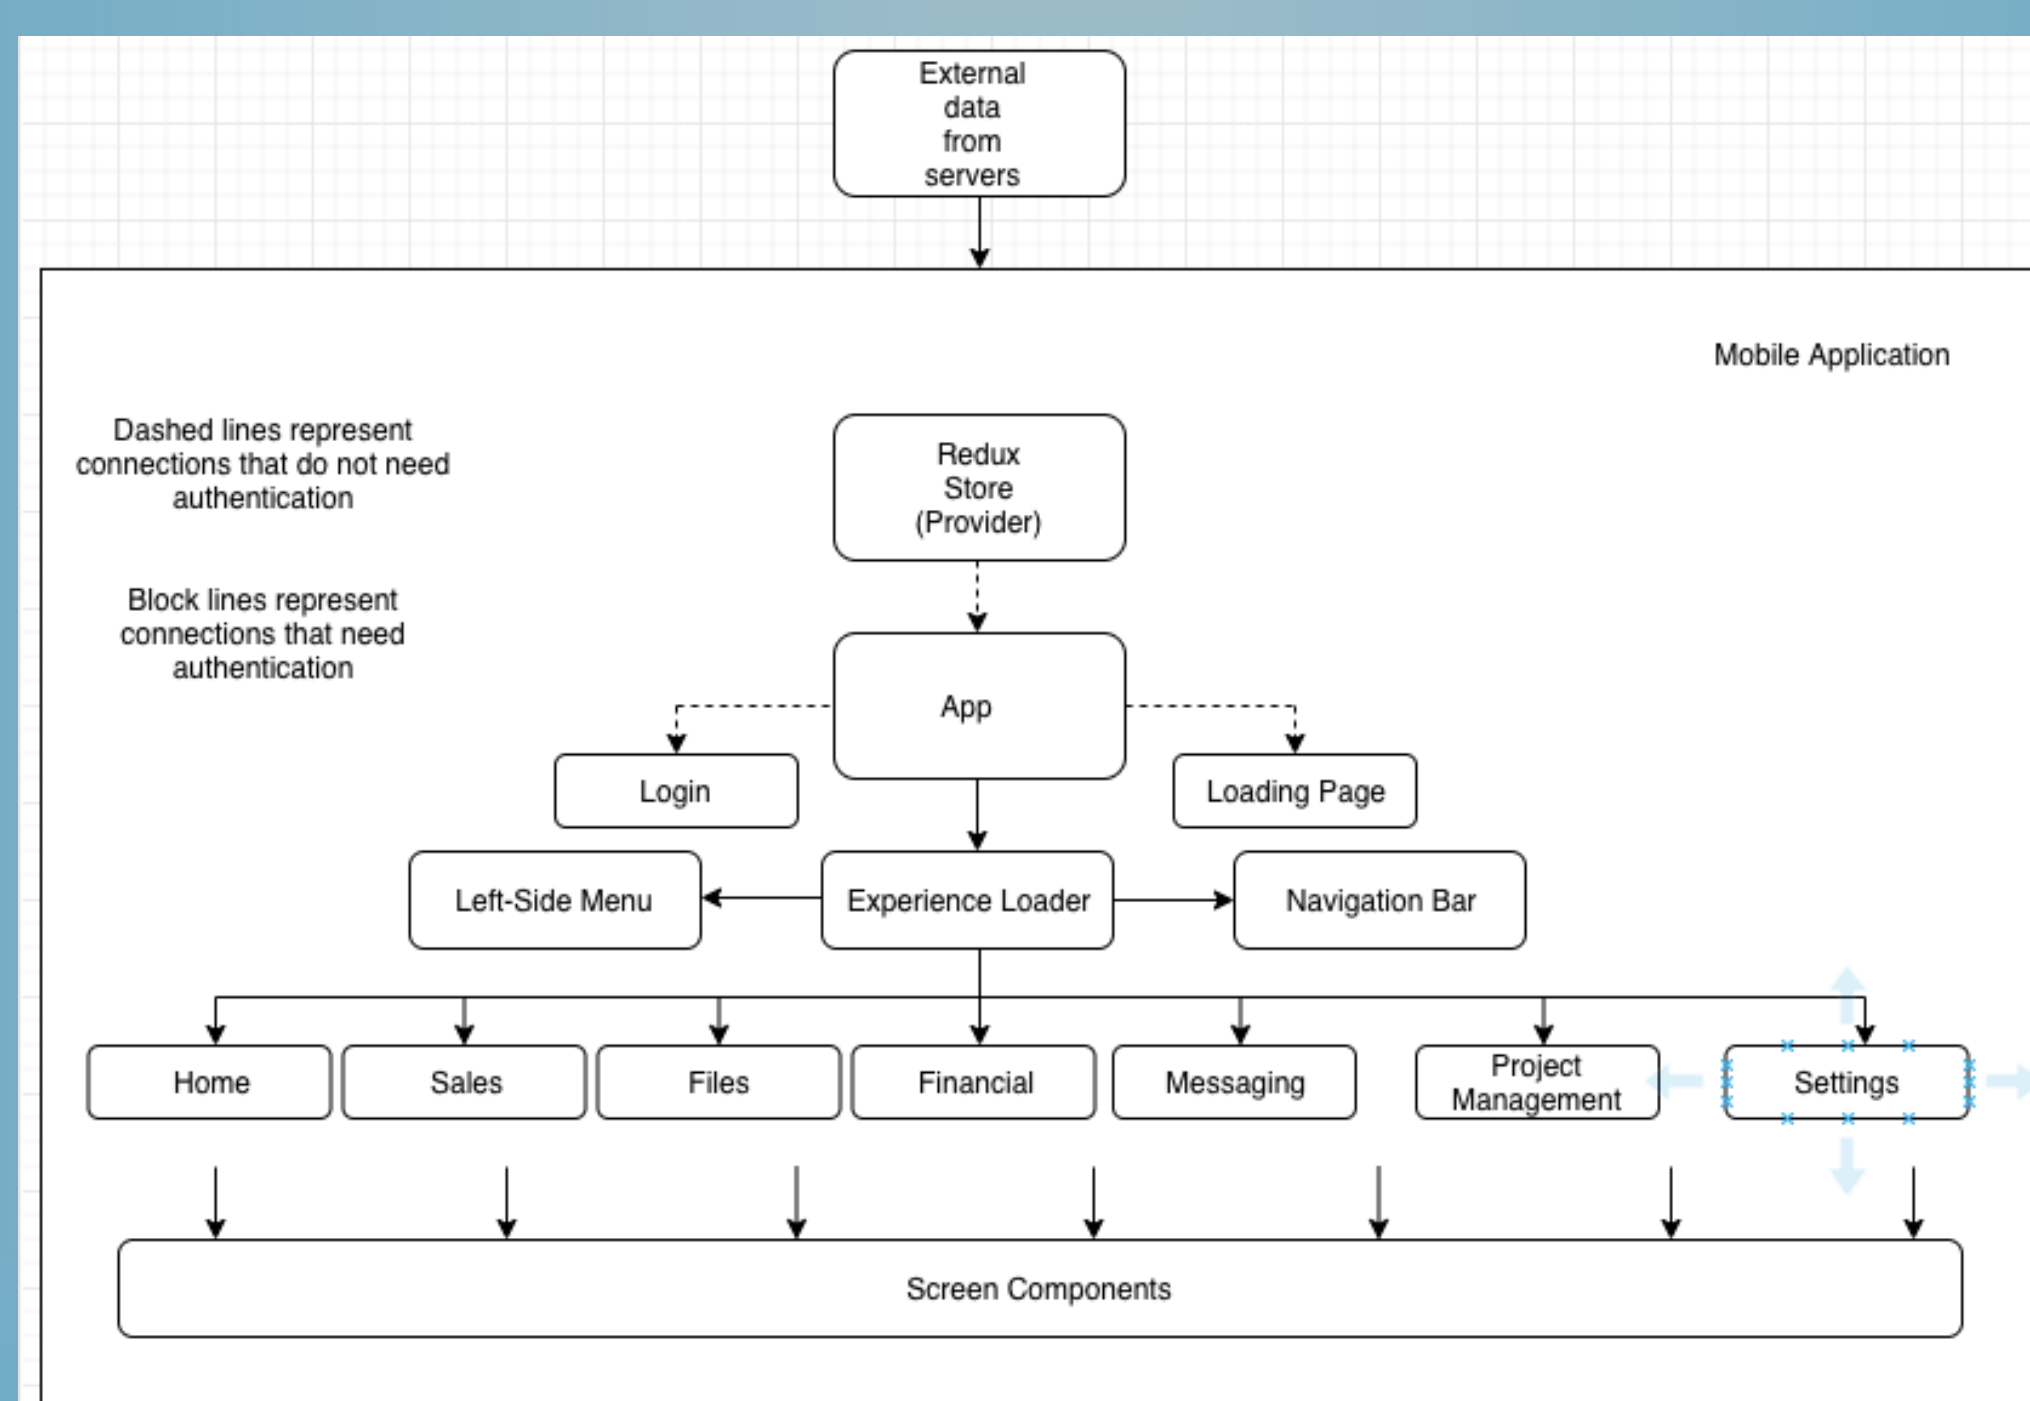 External
data
from
servers
Mobile Application
Dashed lines represent
connections that do not need
authentication
Redux
Store
(Provider)
Block lines represent
connections that need
authentication
App
Login
Loading Page
Left-Side Menu
Experience Loader
Navigation Bar
Home
Sales
Files
Financial
Messaging
Project
Management
Settings
Screen Components